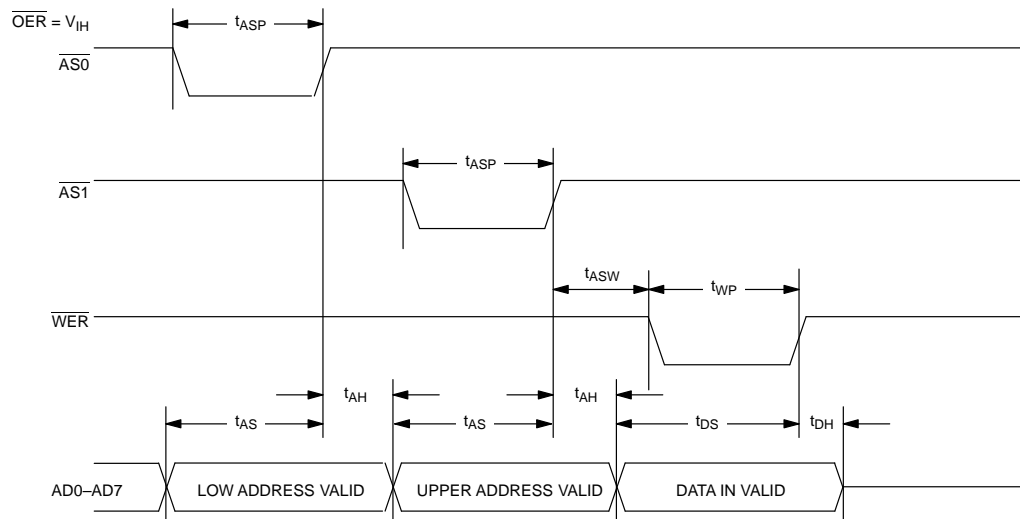 OER = VIH
tASP
AS0
tASP
AS1
tASW
tWP
WER
tAH
tAH
tAS
tAS
tDS
tDH
AD0–AD7
LOW ADDRESS VALID
UPPER ADDRESS VALID
DATA IN VALID